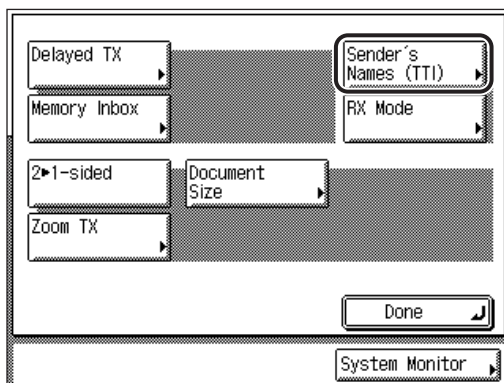 Delayed TX
Sender´s
Names (TTI)
Memory Inbox
RX Mode
2▶1-sided
Document
Size
Zoom TX
Done
System Monitor